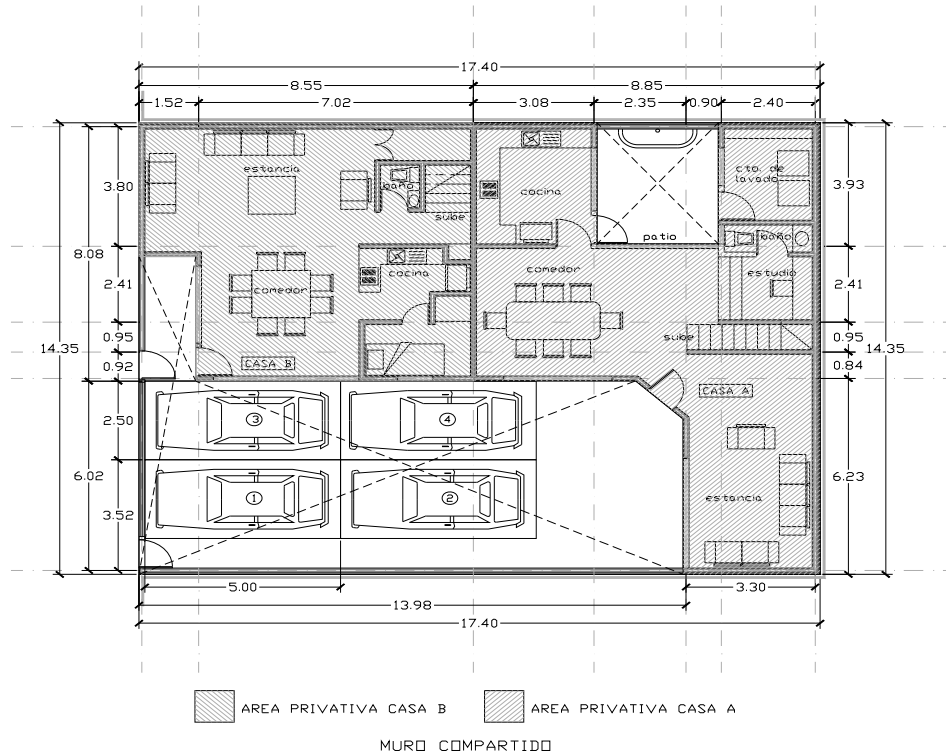 17.40
8.55 8.85
1.52 7.02 3.08 2.35 0.90 2.40
estancia
cto. de
lavado
3.80 baño cocina 3.93
sube
patio baño
8.08
2.41 comedor cocina comedor estudio 2.41
0.95 sube 0.95
14.35 14.35
0.92 CASA B 0.84
CASA A
2.50 3 4
6.02 6.23
3.52 1 2 estancia
5.00 3.30
13.98
17.40
AREA PRIVATIVA CASA B AREA PRIVATIVA CASA A
MURO COMPARTIDO